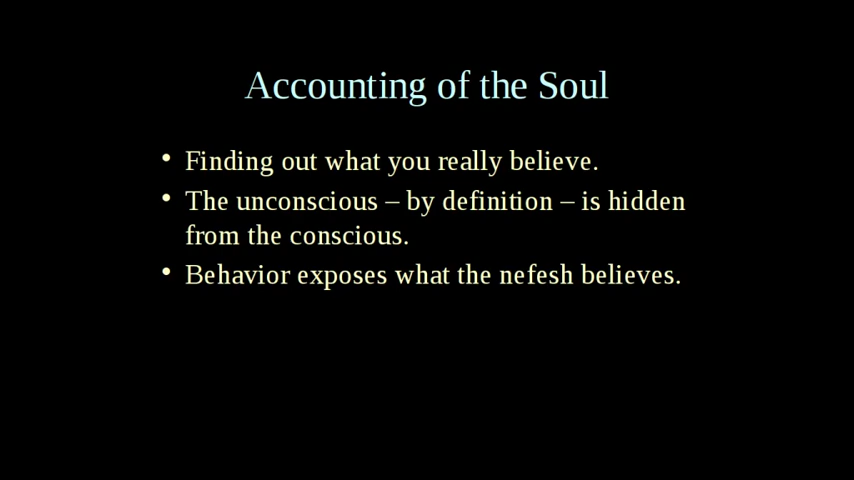 Accounting of the Soul
• Finding out what you really believe.
• The unconscious – by definition – is hidden
from the conscious.
• Behavior exposes what the nefesh believes.